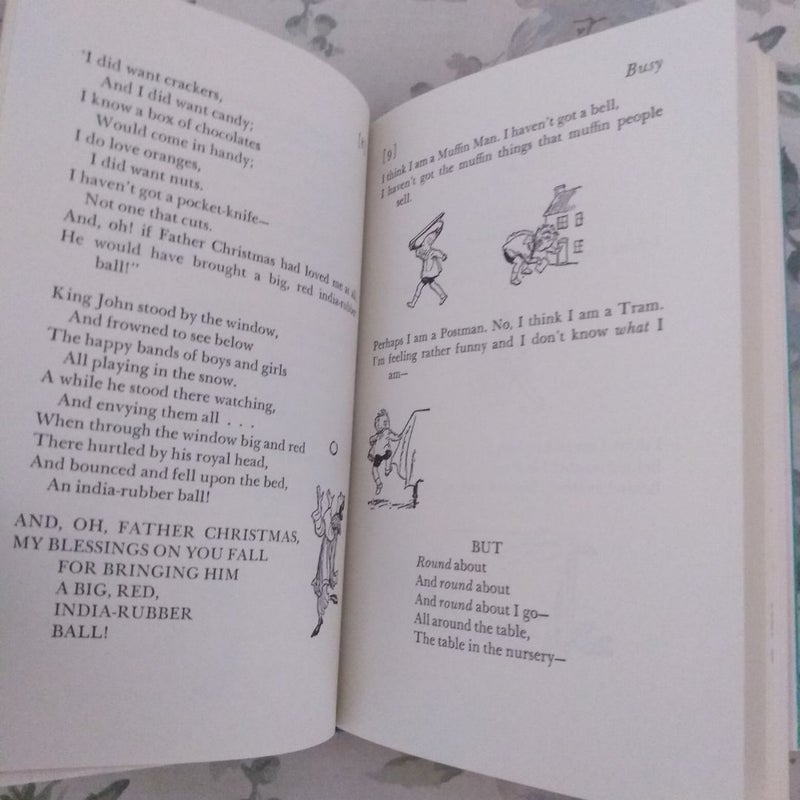 'I did want crackers,
And I did want candy;
I know a box of chocolates
Would come in handy;
I do love oranges,
I did want nuts.
I haven't got a pocket-knife—
Not one that cuts.
And, oh! if Father Christmas had loved me at all,
He would have brought a big, red india-rubber
ball!"
King John stood by the window,
And frowned to see below
The happy bands of boys and girls
All playing in the snow.
A while he stood there watching,
And envying them all . . .
When through the window big and red
There hurtled by his royal head,
And bounced and fell upon the bed,
An india-rubber ball!
AND, OH, FATHER CHRISTMAS,
MY BLESSINGS ON YOU FALL
FOR BRINGING HIM
A BIG, RED,
INDIA-RUBBER
BALL!
Busy
[9]
I think I am a Muffin Man. I haven't got a bell,
I haven't got the muffin things that muffin people
sell.
Perhaps I am a Postman. No, I think I am a Tram.
I'm feeling rather funny and I don't know what I
am—
BUT
Round about
And round about
And round about I go—
All around the table,
The table in the nursery—